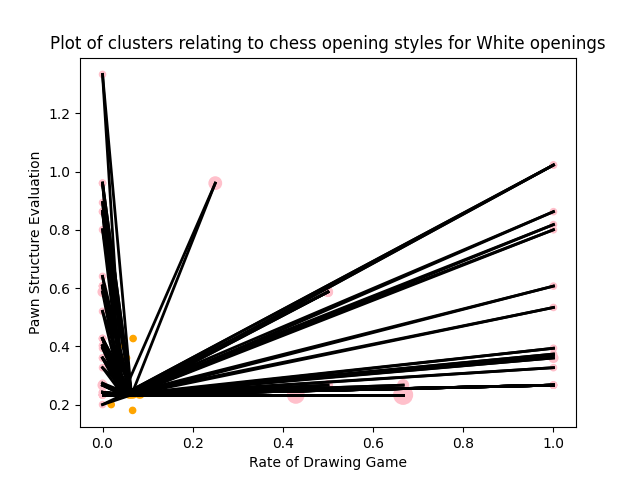 Plot of clusters relating to chess opening styles for White openings
Pawn Structure Evaluation
1.2
1.0
0.8
0.6
0.4
0.2
0.0 0.2 0.4 0.6 0.8 1.0
Rate of Drawing Game